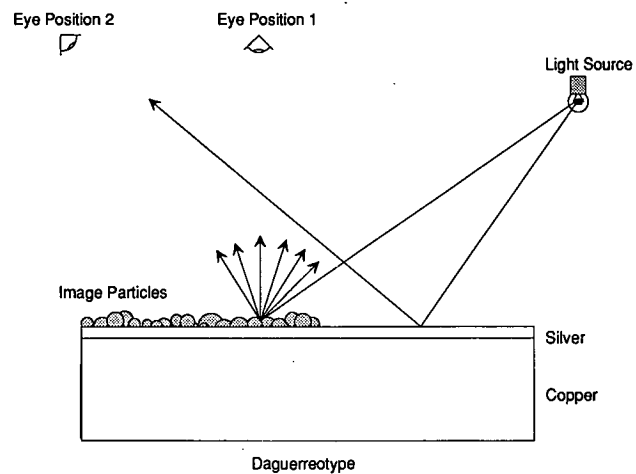 Eye Position 2
Eye Position 1
Light Source
Image Particles
Silver
Copper
Daguerreotype